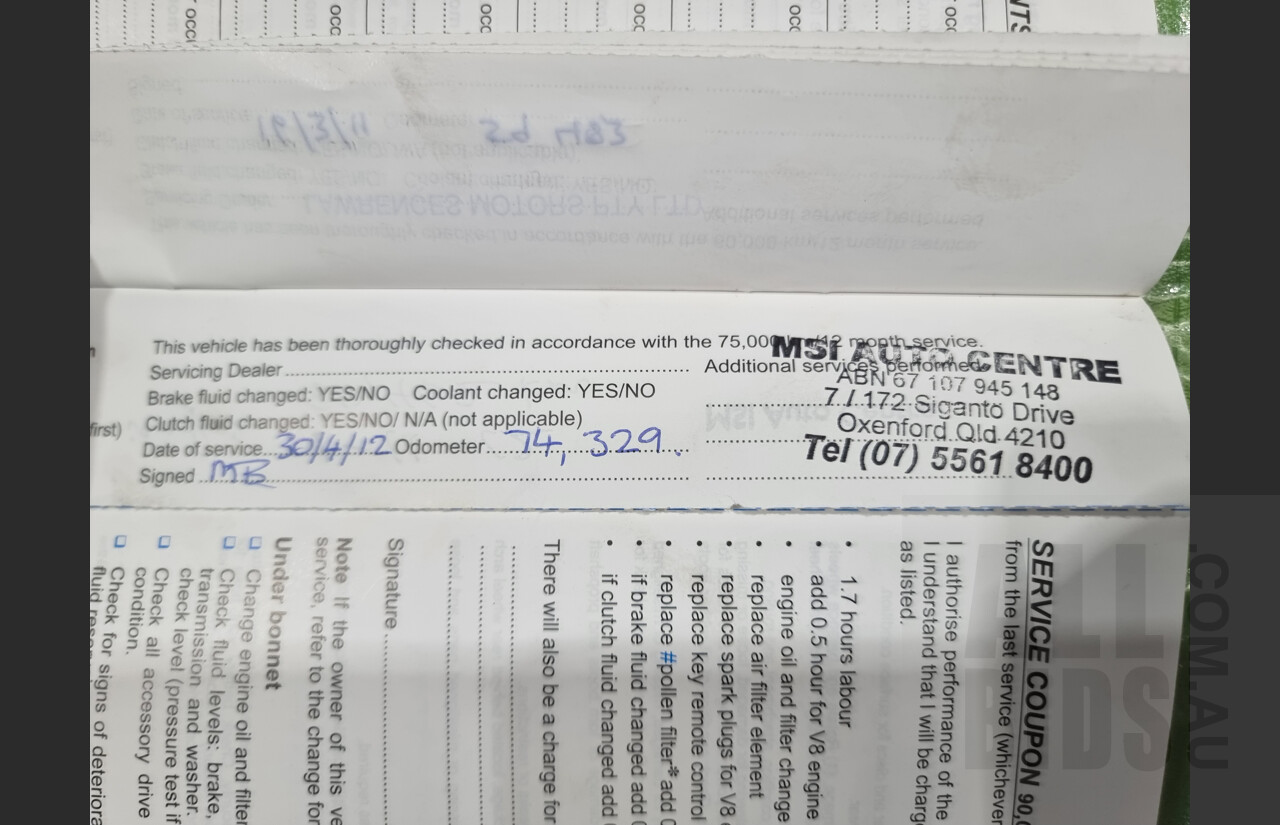 This vehicle has been thoroughly checked in accordance with the 75,000 km/12 month service.
Servicing Dealer
Additional services performed
Brake fluid changed: YES/NO Coolant changed: YES/NO
Clutch fluid changed: YES/NO/ N/A (not applicable)
Date of service 30/4/12 Odometer 74, 329.
Signed MB
MSI AUTO CENTRE
ABN 67 107 945 148
7 / 172 Siganto Drive
Oxenford Qld 4210
Tel (07) 5561 8400
first)
LAWRENCES MOTORS PTY LTD
Additional services performed
SERVICE COUPON 90,
from the last service (whichever
I authorise performance of the
I understand that I will be charg
as listed.
• 1.7 hours labour
• add 0.5 hour for V8 engine
• engine oil and filter change
• replace air filter element
• replace spark plugs for V8
• replace key remote control
• replace #pollen filter* add
• if brake fluid changed add
• if clutch fluid changed add
There will also be a charge for
Signature
Note If the owner of this ve
service, refer to the change for
Under bonnet
Change engine oil and filter
Check fluid levels: brake,
transmission and washer.
check level (pressure test if
Check all accessory drive
condition.
Check for signs of deteriora
fluid
ALL
BIDS
.COM.AU